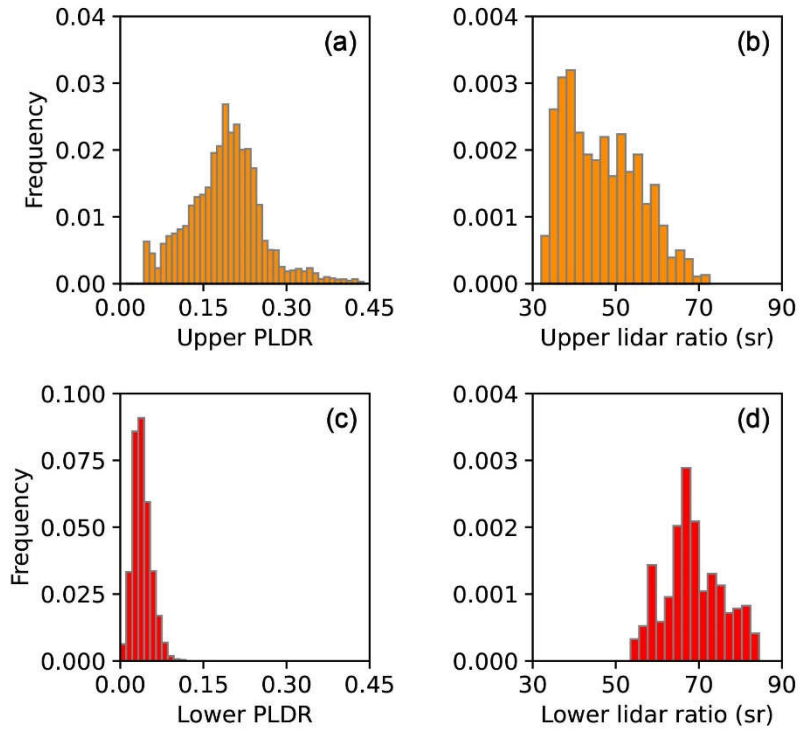 (a)
0.04
0.03
0.02
0.01
0.00
Frequency
0.00 0.15 0.30 0.45
Upper PLDR
(b)
0.004
0.003
0.002
0.001
0.000
30 50 70 90
Upper lidar ratio (sr)
(c)
0.100
0.075
0.050
0.025
0.000
Frequency
0.00 0.15 0.30 0.45
Lower PLDR
(d)
0.004
0.003
0.002
0.001
0.000
30 50 70 90
Lower lidar ratio (sr)